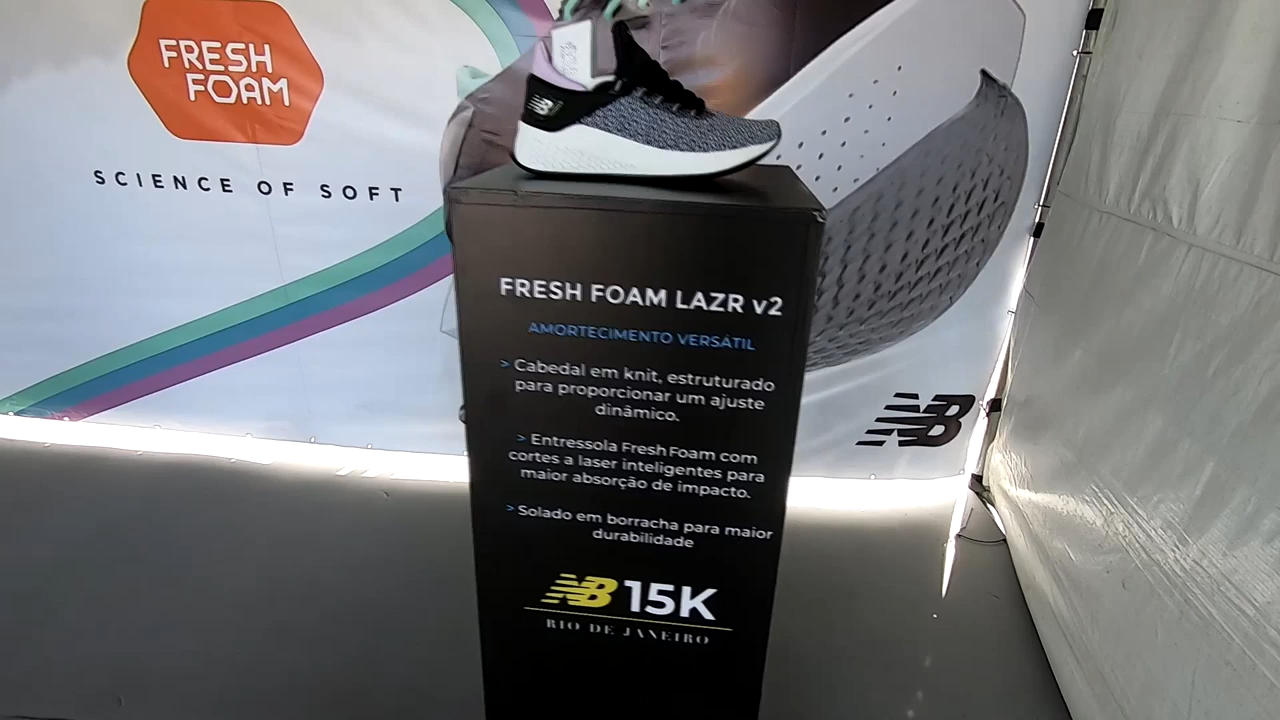 FRESH
FOAM
SCIENCE OF SOFT
NB
FRESH FOAM LAZR v2
AMORTECIMENTO VERSÁTIL
> Cabedal em knit, estruturado
para proporcionar um ajuste
dinâmico.
> Entressola Fresh Foam com
cortes a laser inteligentes para
maior absorção de impacto.
> Solado em borracha para maior
durabilidade
NB 15K
RIO DE JANEIRO
NB